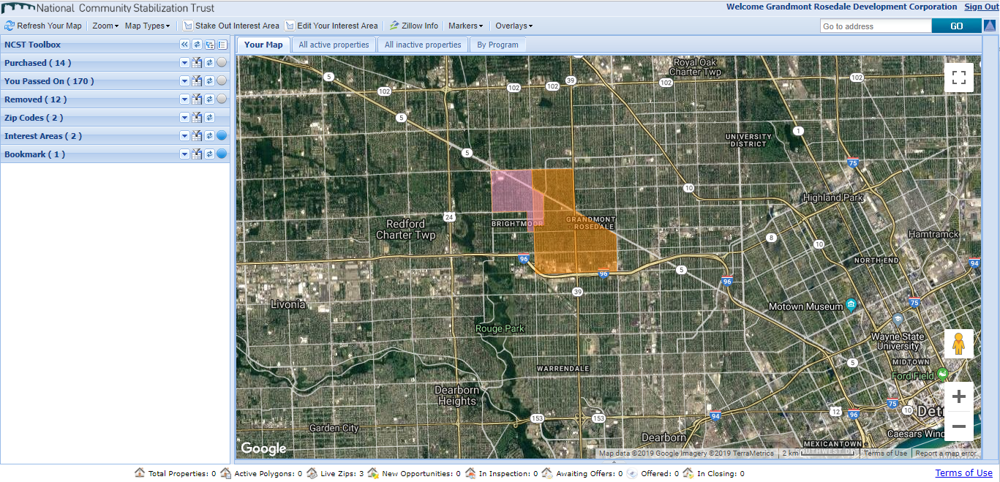 National Community Stabilization Trust
Welcome Grandmont Rosedale Development Corporation Sign Out
Refresh Your Map Zoom Map Types Stake Out Interest Area Edit Your Interest Area Zillow Info Markers Overlays Go to address GO
NCST Toolbox
Purchased ( 14 )
You Passed On ( 170 )
Removed ( 12 )
Zip Codes ( 2 )
Interest Areas ( 2 )
Bookmark ( 1 )
Your Map All active properties All inactive properties By Program
Royal Oak
Charter Twp
5
39
102
102
102
102
102
102
5
UNIVERSITY
DISTRICT
1
5
75
10
Highland Park
24
Redford
Charter Twp
BRIGHTMOOR
GRANDMONT
- ROSEDALE
Hamtramck
8
10
96
NORTH END
94
96
5
96
39
Livonia
Motown Museum
75
Rouge Park
Wayne State
University
MIDTOWN
5
WARRENDALE
Ford Field
Dearborn
Heights
75
10
Detr
12
96
94
153
153
Garden City
Caesars Wind
Dearborn
MEXICANTOWN
Google
Map data ©2019 Google Imagery ©2019 TerraMetrics 2 km Terms of Use Report a map error
Total Properties: 0 Active Polygons: 0 Live Zips: 3 New Opportunities: 0 In Inspection: 0 Awaiting Offers: 0 Offered: 0 In Closing: 0 Terms of Use